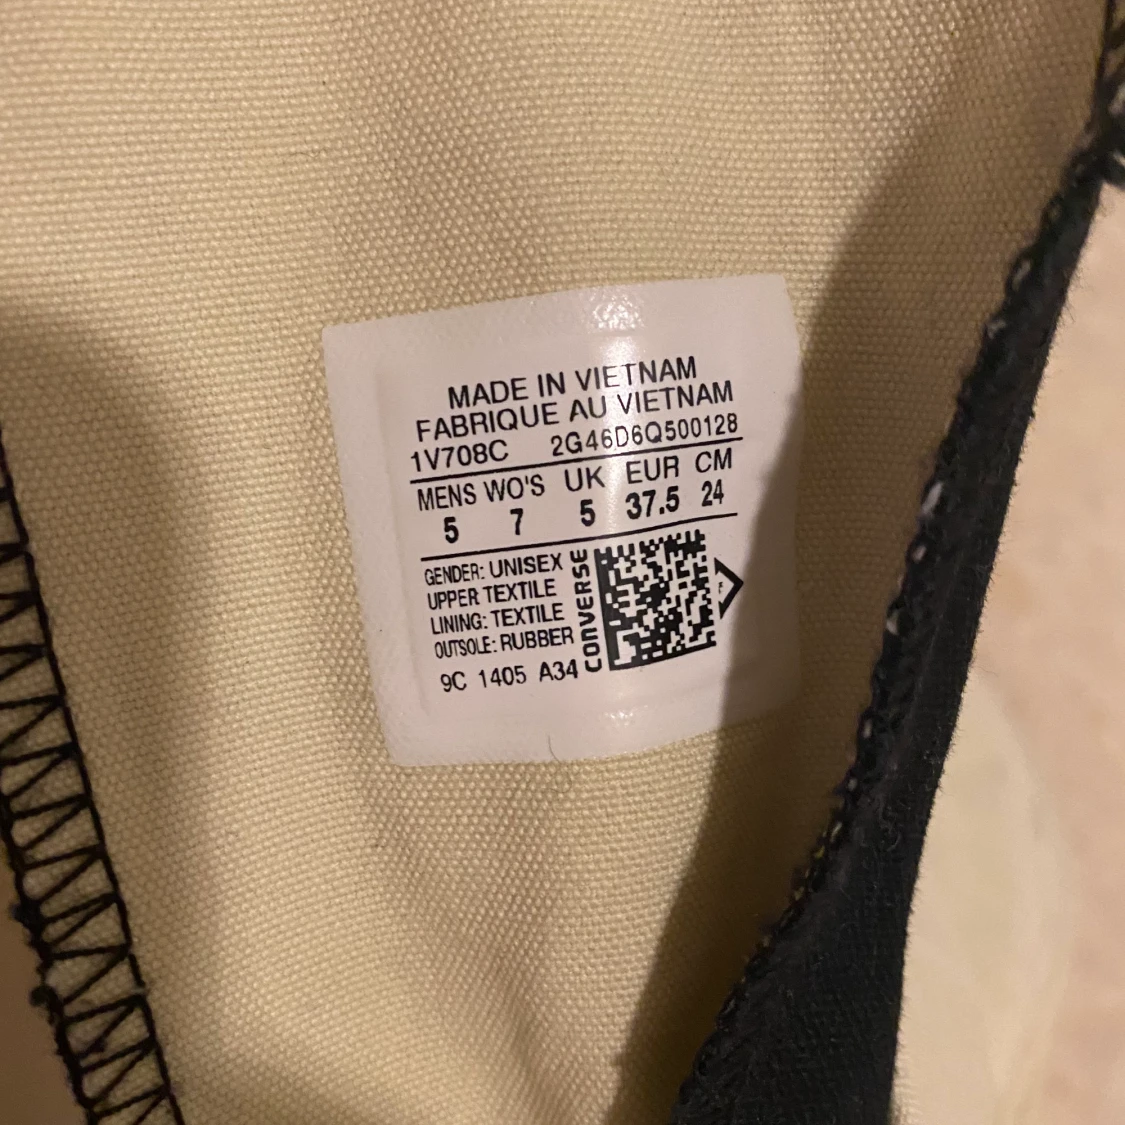 MADE IN VIETNAM
FABRIQUE AU VIETNAM
1V708C 2G46D6Q500128
MENS WO'S UK EUR CM
5 7 5 37.5 24
GENDER: UNISEX
UPPER TEXTILE
LINING: TEXTILE
OUTSOLE: RUBBER
CONVERSE
F
9C 1405 A34